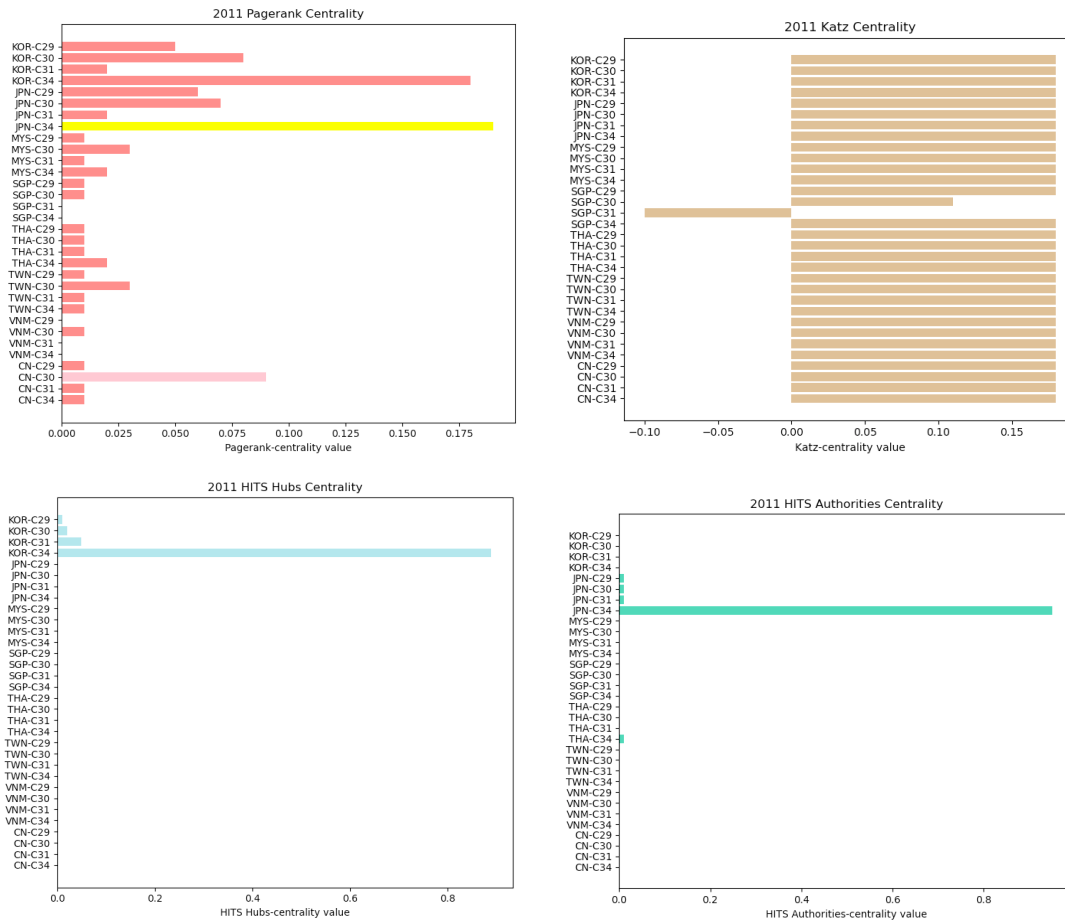 2011 Pagerank Centrality
KOR-C29
KOR-C30
KOR-C31
KOR-C34
JPN-C29
JPN-C30
JPN-C31
JPN-C34
MYS-C29
MYS-C30
MYS-C31
MYS-C34
SGP-C29
SGP-C30
SGP-C31
SGP-C34
THA-C29
THA-C30
THA-C31
THA-C34
TWN-C29
TWN-C30
TWN-C31
TWN-C34
VNM-C29
VNM-C30
VNM-C31
VNM-C34
CN-C29
CN-C30
CN-C31
CN-C34
0.000 0.025 0.050 0.075 0.100 0.125 0.150 0.175
Pagerank-centrality value
2011 Katz Centrality
KOR-C29
KOR-C30
KOR-C31
KOR-C34
JPN-C29
JPN-C30
JPN-C31
JPN-C34
MYS-C29
MYS-C30
MYS-C31
MYS-C34
SGP-C29
SGP-C30
SGP-C31
SGP-C34
THA-C29
THA-C30
THA-C31
THA-C34
TWN-C29
TWN-C30
TWN-C31
TWN-C34
VNM-C29
VNM-C30
VNM-C31
VNM-C34
CN-C29
CN-C30
CN-C31
CN-C34
−0.10 −0.05 0.00 0.05 0.10 0.15
Katz-centrality value
2011 HITS Hubs Centrality
KOR-C29
KOR-C30
KOR-C31
KOR-C34
JPN-C29
JPN-C30
JPN-C31
JPN-C34
MYS-C29
MYS-C30
MYS-C31
MYS-C34
SGP-C29
SGP-C30
SGP-C31
SGP-C34
THA-C29
THA-C30
THA-C31
THA-C34
TWN-C29
TWN-C30
TWN-C31
TWN-C34
VNM-C29
VNM-C30
VNM-C31
VNM-C34
CN-C29
CN-C30
CN-C31
CN-C34
0.0 0.2 0.4 0.6 0.8
HITS Hubs-centrality value
2011 HITS Authorities Centrality
KOR-C29
KOR-C30
KOR-C31
KOR-C34
JPN-C29
JPN-C30
JPN-C31
JPN-C34
MYS-C29
MYS-C30
MYS-C31
MYS-C34
SGP-C29
SGP-C30
SGP-C31
SGP-C34
THA-C29
THA-C30
THA-C31
THA-C34
TWN-C29
TWN-C30
TWN-C31
TWN-C34
VNM-C29
VNM-C30
VNM-C31
VNM-C34
CN-C29
CN-C30
CN-C31
CN-C34
0.0 0.2 0.4 0.6 0.8
HITS Authorities-centrality value